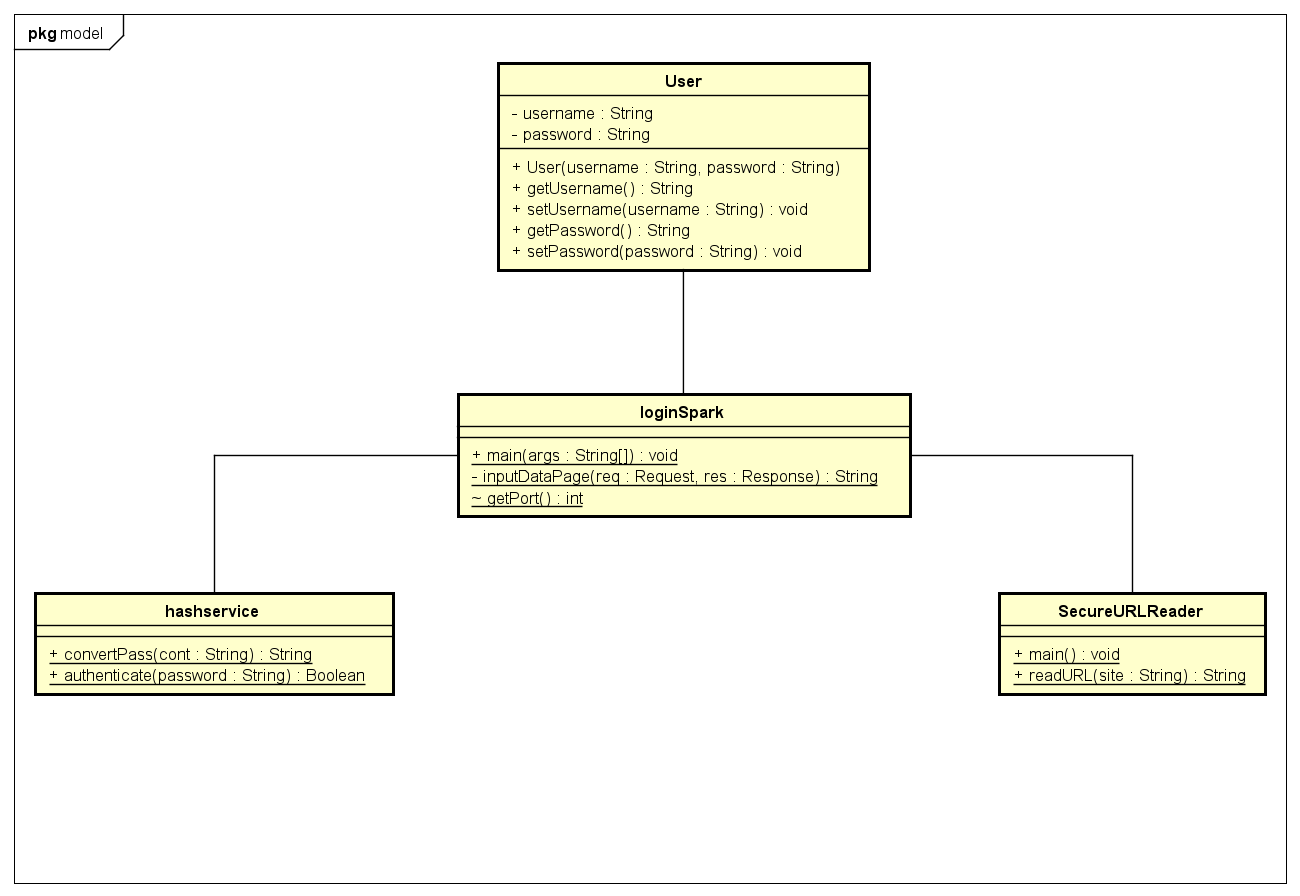 pkg model
User
- username : String
- password : String
+ User(username : String, password : String)
+ getUsername() : String
+ setUsername(username : String) : void
+ getPassword() : String
+ setPassword(password : String) : void
loginSpark
+ main(args : String[]) : void
- inputDataPage(req : Request, res : Response) : String
~ getPort() : int
hashservice
+ convertPass(cont : String) : String
+ authenticate(password : String) : Boolean
SecureURLReader
+ main() : void
+ readURL(site : String) : String